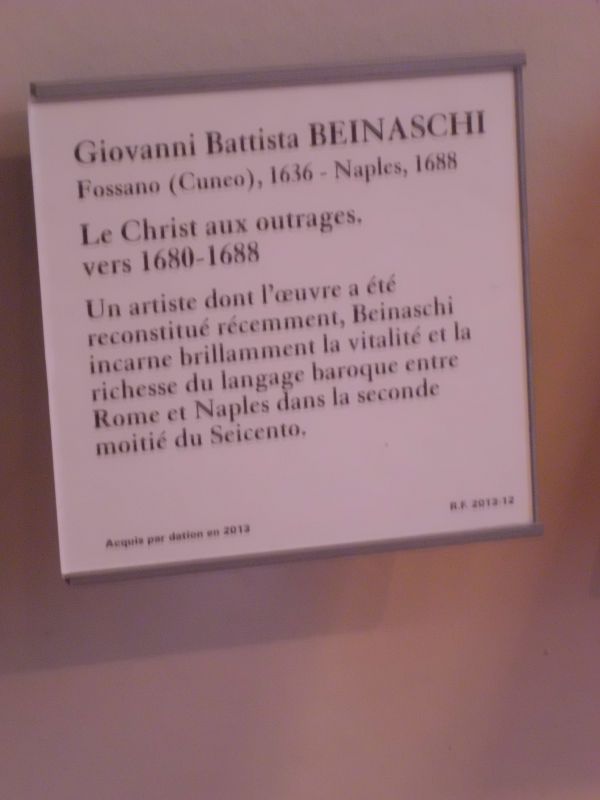 Giovanni Battista BEINASCHI
Fossano (Cuneo), 1636 - Naples, 1688
Le Christ aux outrages,
vers 1680-1688
Un artiste dont l'œuvre a été
reconstitué récemment, Beinaschi
incarne brillamment la vitalité et la
richesse du langage baroque entre
Rome et Naples dans la seconde
moitié du Seicento.
Acquis par dation en 2013
R.F. 2013-12